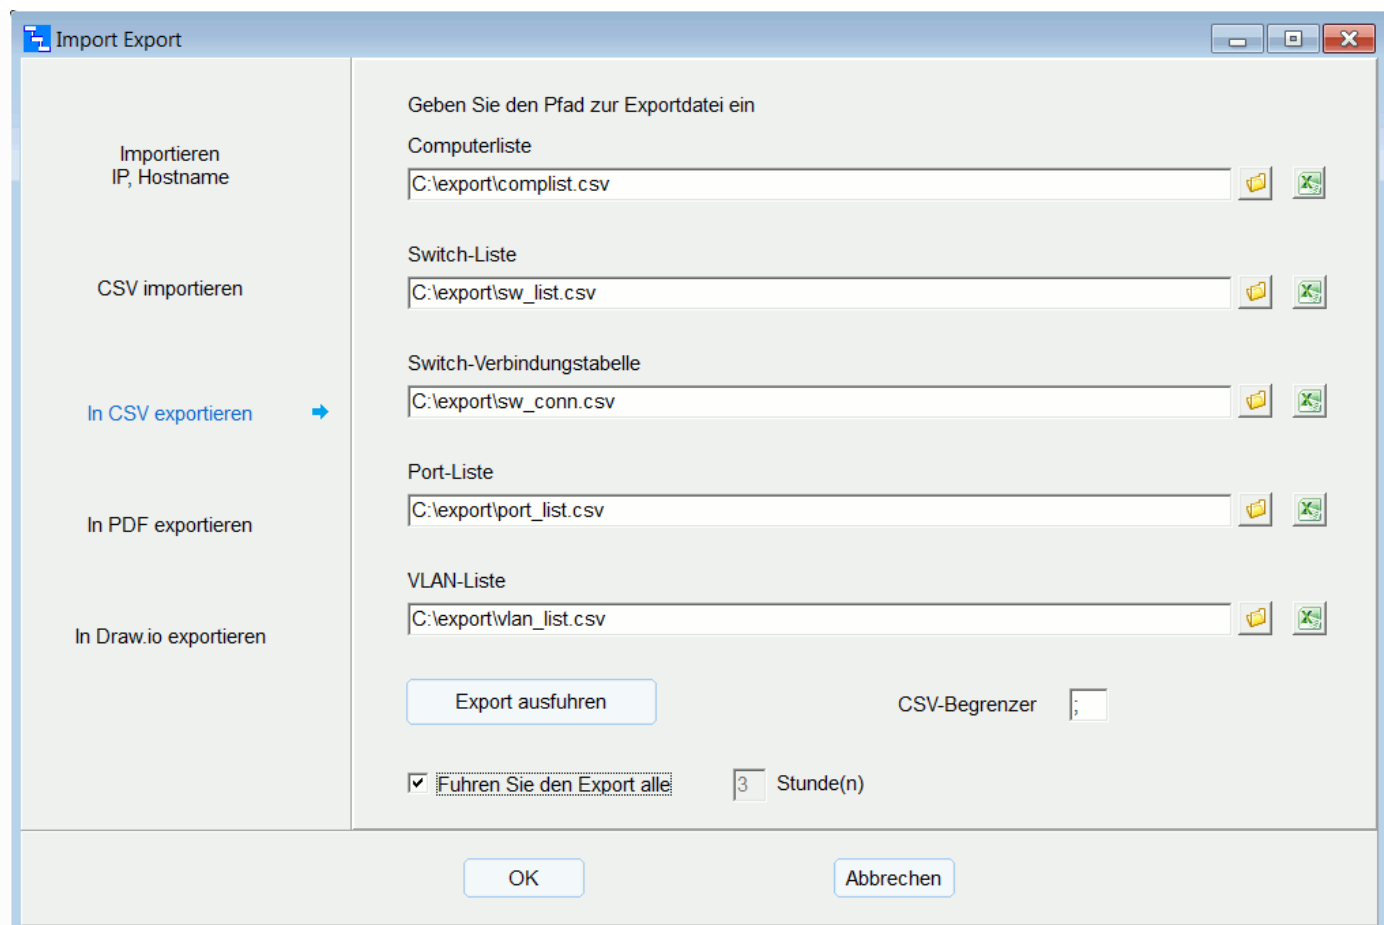 Import Export
Importieren
IP, Hostname
CSV importieren
In CSV exportieren
In PDF exportieren
In Draw.io exportieren
Geben Sie den Pfad zur Exportdatei ein
Computerliste
C:\export\complist.csv
Switch-Liste
C:\export\sw_list.csv
Switch-Verbindungstabelle
C:\export\sw_conn.csv
Port-Liste
C:\export\port_list.csv
VLAN-Liste
C:\export\vlan_list.csv
Export ausfuhren
CSV-Begrenzer ;
Fuhren Sie den Export alle 3 Stunde(n)
OK
Abbrechen